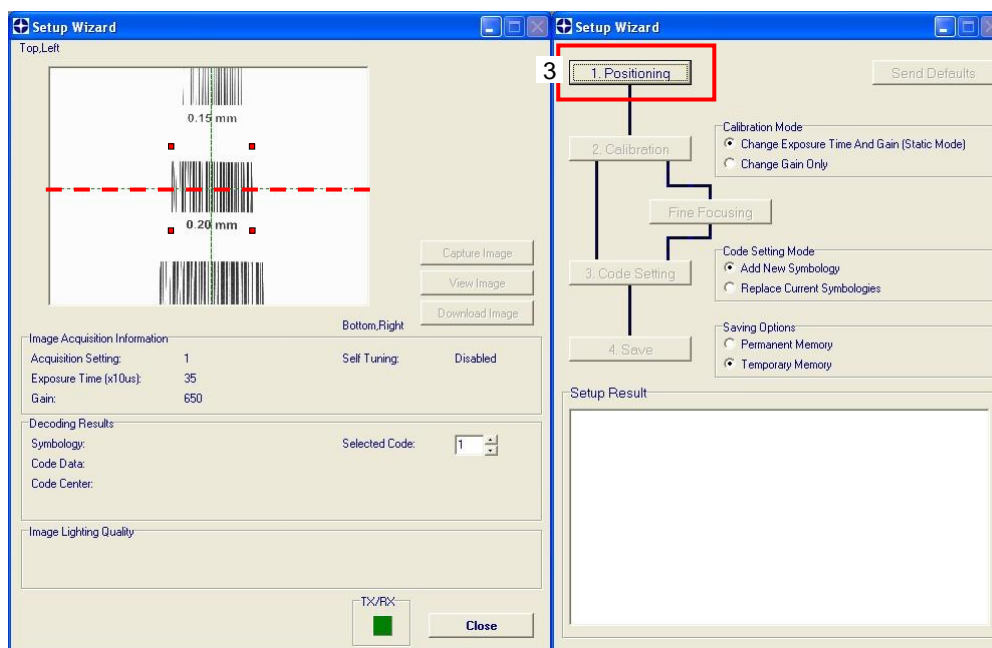 Setup Wizard
Top,Left
0.15 mm
0.20 mm
Capture Image
View Image
Download Image
Bottom,Right
Image Acquisition Information
Acquisition Setting: 1 Self Tuning: Disabled
Exposure Time (x10us): 35
Gain: 650
Decoding Results
Symbology: Selected Code: 1
Code Data:
Code Center:
Image Lighting Quality
TX/RX
Close
Setup Wizard
3
1. Positioning
Send Defaults
2. Calibration
Calibration Mode
Change Exposure Time And Gain (Static Mode)
Change Gain Only
Fine Focusing
3. Code Setting
Code Setting Mode
Add New Symbology
Replace Current Symbologies
4. Save
Saving Options
Permanent Memory
Temporary Memory
Setup Result